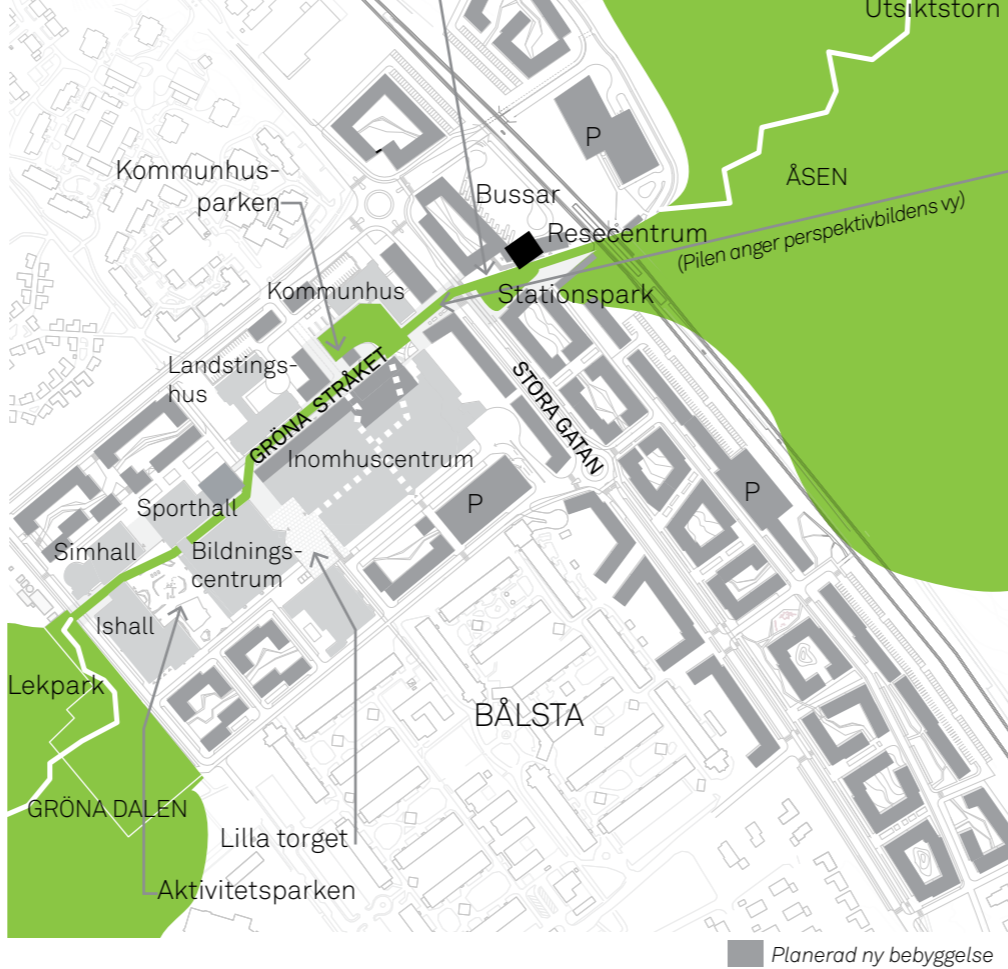 Utsiktstorn
P
Kommunhus-
parken
ÅSEN
Bussar
Resecentrum
(Pilen anger perspektivbildens vy)
Kommunhus
Stationspark
Landstings-
hus
GRÖNA STRÅKET
STORA GATAN
Inomhuscentrum
P
P
Sporthall
Simhall
Bildnings-
centrum
Ishall
Lekpark
BÅLSTA
GRÖNA DALEN
Lilla torget
Aktivitetsparken
Planerad ny bebyggelse